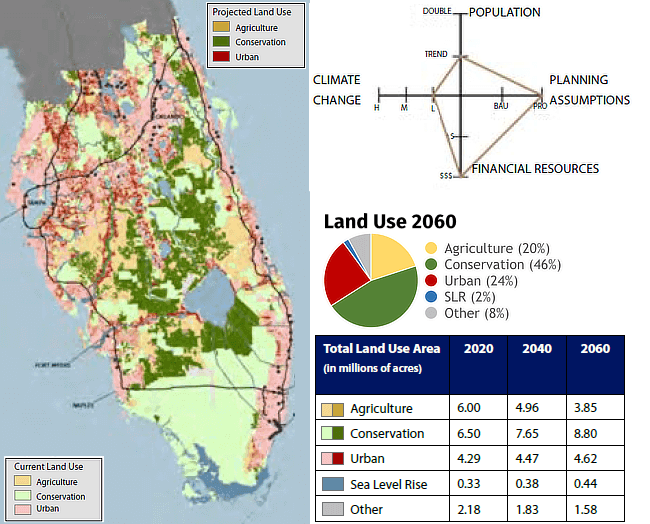 Projected Land Use
Agriculture
Conservation
Urban
ORLANDO
TAMPA
FORT MYERS
NAPLES
Current Land Use
Agriculture
Conservation
Urban
DOUBLE
POPULATION
TREND
CLIMATE
CHANGE
H
M
L
BAU
PRO
PLANNING
ASSUMPTIONS
$
$$$
FINANCIAL RESOURCES
Land Use 2060
Agriculture (20%)
Conservation (46%)
Urban (24%)
SLR (2%)
Other (8%)
Total Land Use Area (in millions of acres) 2020 2040 2060
Agriculture 6.00 4.96 3.85
Conservation 6.50 7.65 8.80
Urban 4.29 4.47 4.62
Sea Level Rise 0.33 0.38 0.44
Other 2.18 1.83 1.58